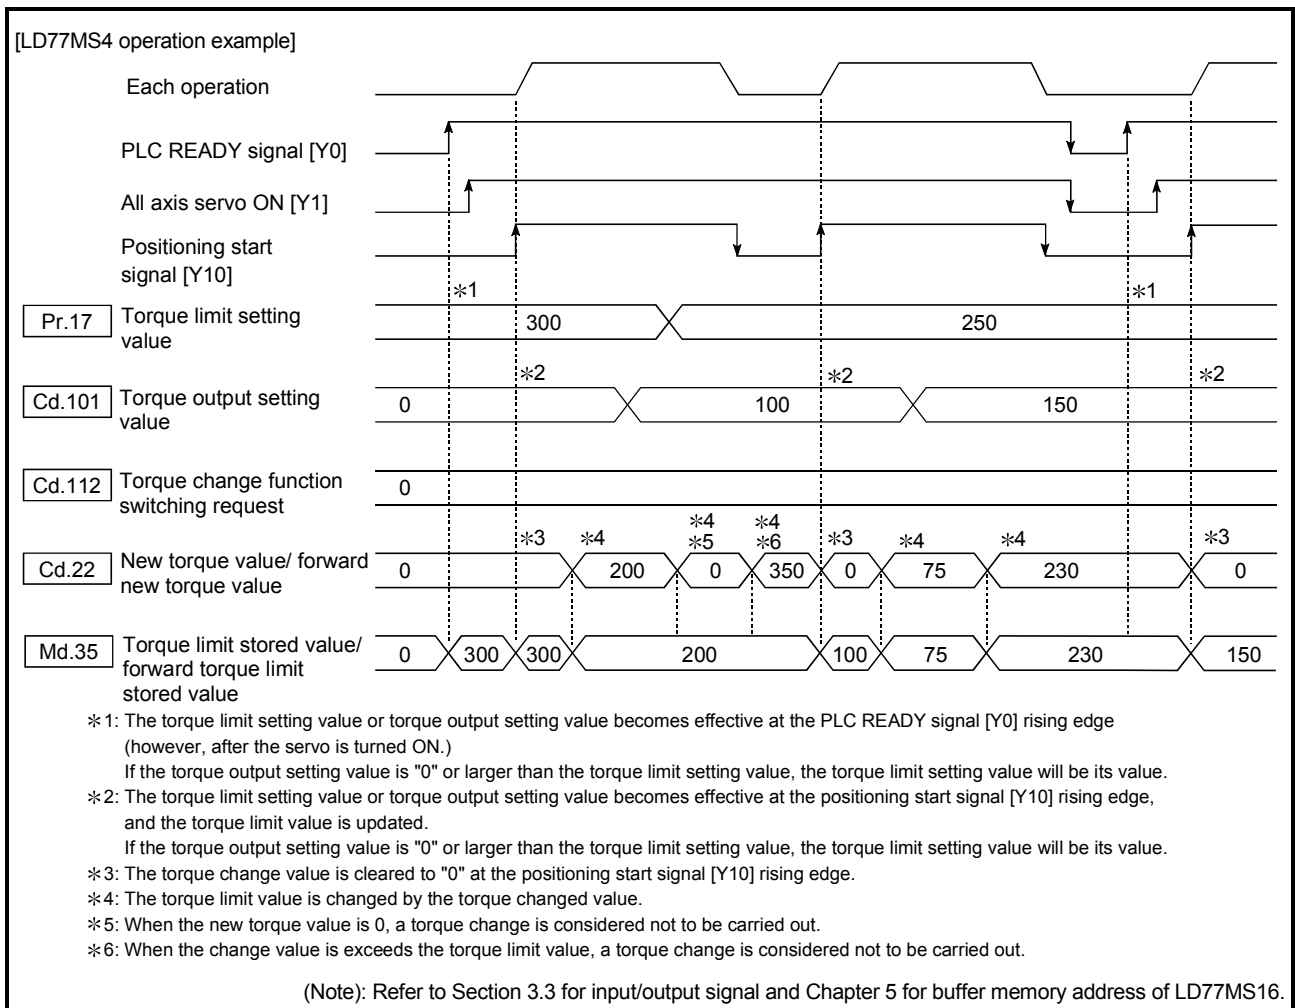 [LD77MS4 operation example]
Each operation
PLC READY signal [Y0]
All axis servo ON [Y1]
Positioning start
signal [Y10]
∗1 ∗1
Pr.17 Torque limit setting
value
300 250
∗2 ∗2 ∗2
Cd.101 Torque output setting
value
0 100 150
Cd.112 Torque change function
switching request
0
∗4 ∗4
∗3 ∗4 ∗5 ∗6 ∗3 ∗4 ∗4 ∗3
Cd.22 New torque value/ forward
new torque value
0 200 0 350 0 75 230 0
Md.35 Torque limit stored value/
forward torque limit
stored value
0 300 300 200 100 75 230 150
∗1: The torque limit setting value or torque output setting value becomes effective at the PLC READY signal [Y0] rising edge
(however, after the servo is turned ON.)
If the torque output setting value is "0" or larger than the torque limit setting value, the torque limit setting value will be its value.
∗2: The torque limit setting value or torque output setting value becomes effective at the positioning start signal [Y10] rising edge,
and the torque limit value is updated.
If the torque output setting value is "0" or larger than the torque limit setting value, the torque limit setting value will be its value.
∗3: The torque change value is cleared to "0" at the positioning start signal [Y10] rising edge.
∗4: The torque limit value is changed by the torque changed value.
∗5: When the new torque value is 0, a torque change is considered not to be carried out.
∗6: When the change value is exceeds the torque limit value, a torque change is considered not to be carried out.
(Note): Refer to Section 3.3 for input/output signal and Chapter 5 for buffer memory address of LD77MS16.